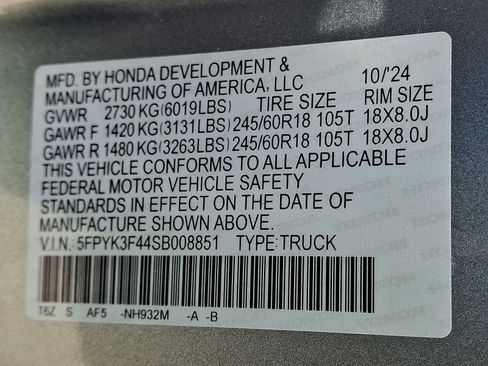 MFD. BY HONDA DEVELOPMENT &
MANUFACTURING OF AMERICA, LLC 10/'24
GVWR 2730 KG(6019LBS) TIRE SIZE RIM SIZE
GAWR F 1420 KG(3131LBS) 245/60R18 105T 18X8.0J
GAWR R 1480 KG(3263LBS) 245/60R18 105T 18X8.0J
THIS VEHICLE CONFORMS TO ALL APPLICABLE
FEDERAL MOTOR VEHICLE SAFETY
STANDARDS IN EFFECT ON THE DATE OF
MANUFACTURE SHOWN ABOVE.
V.I.N.: 5FPYK3F44SB008851 TYPE:TRUCK
T6Z S AF5 -NH932M -A -B